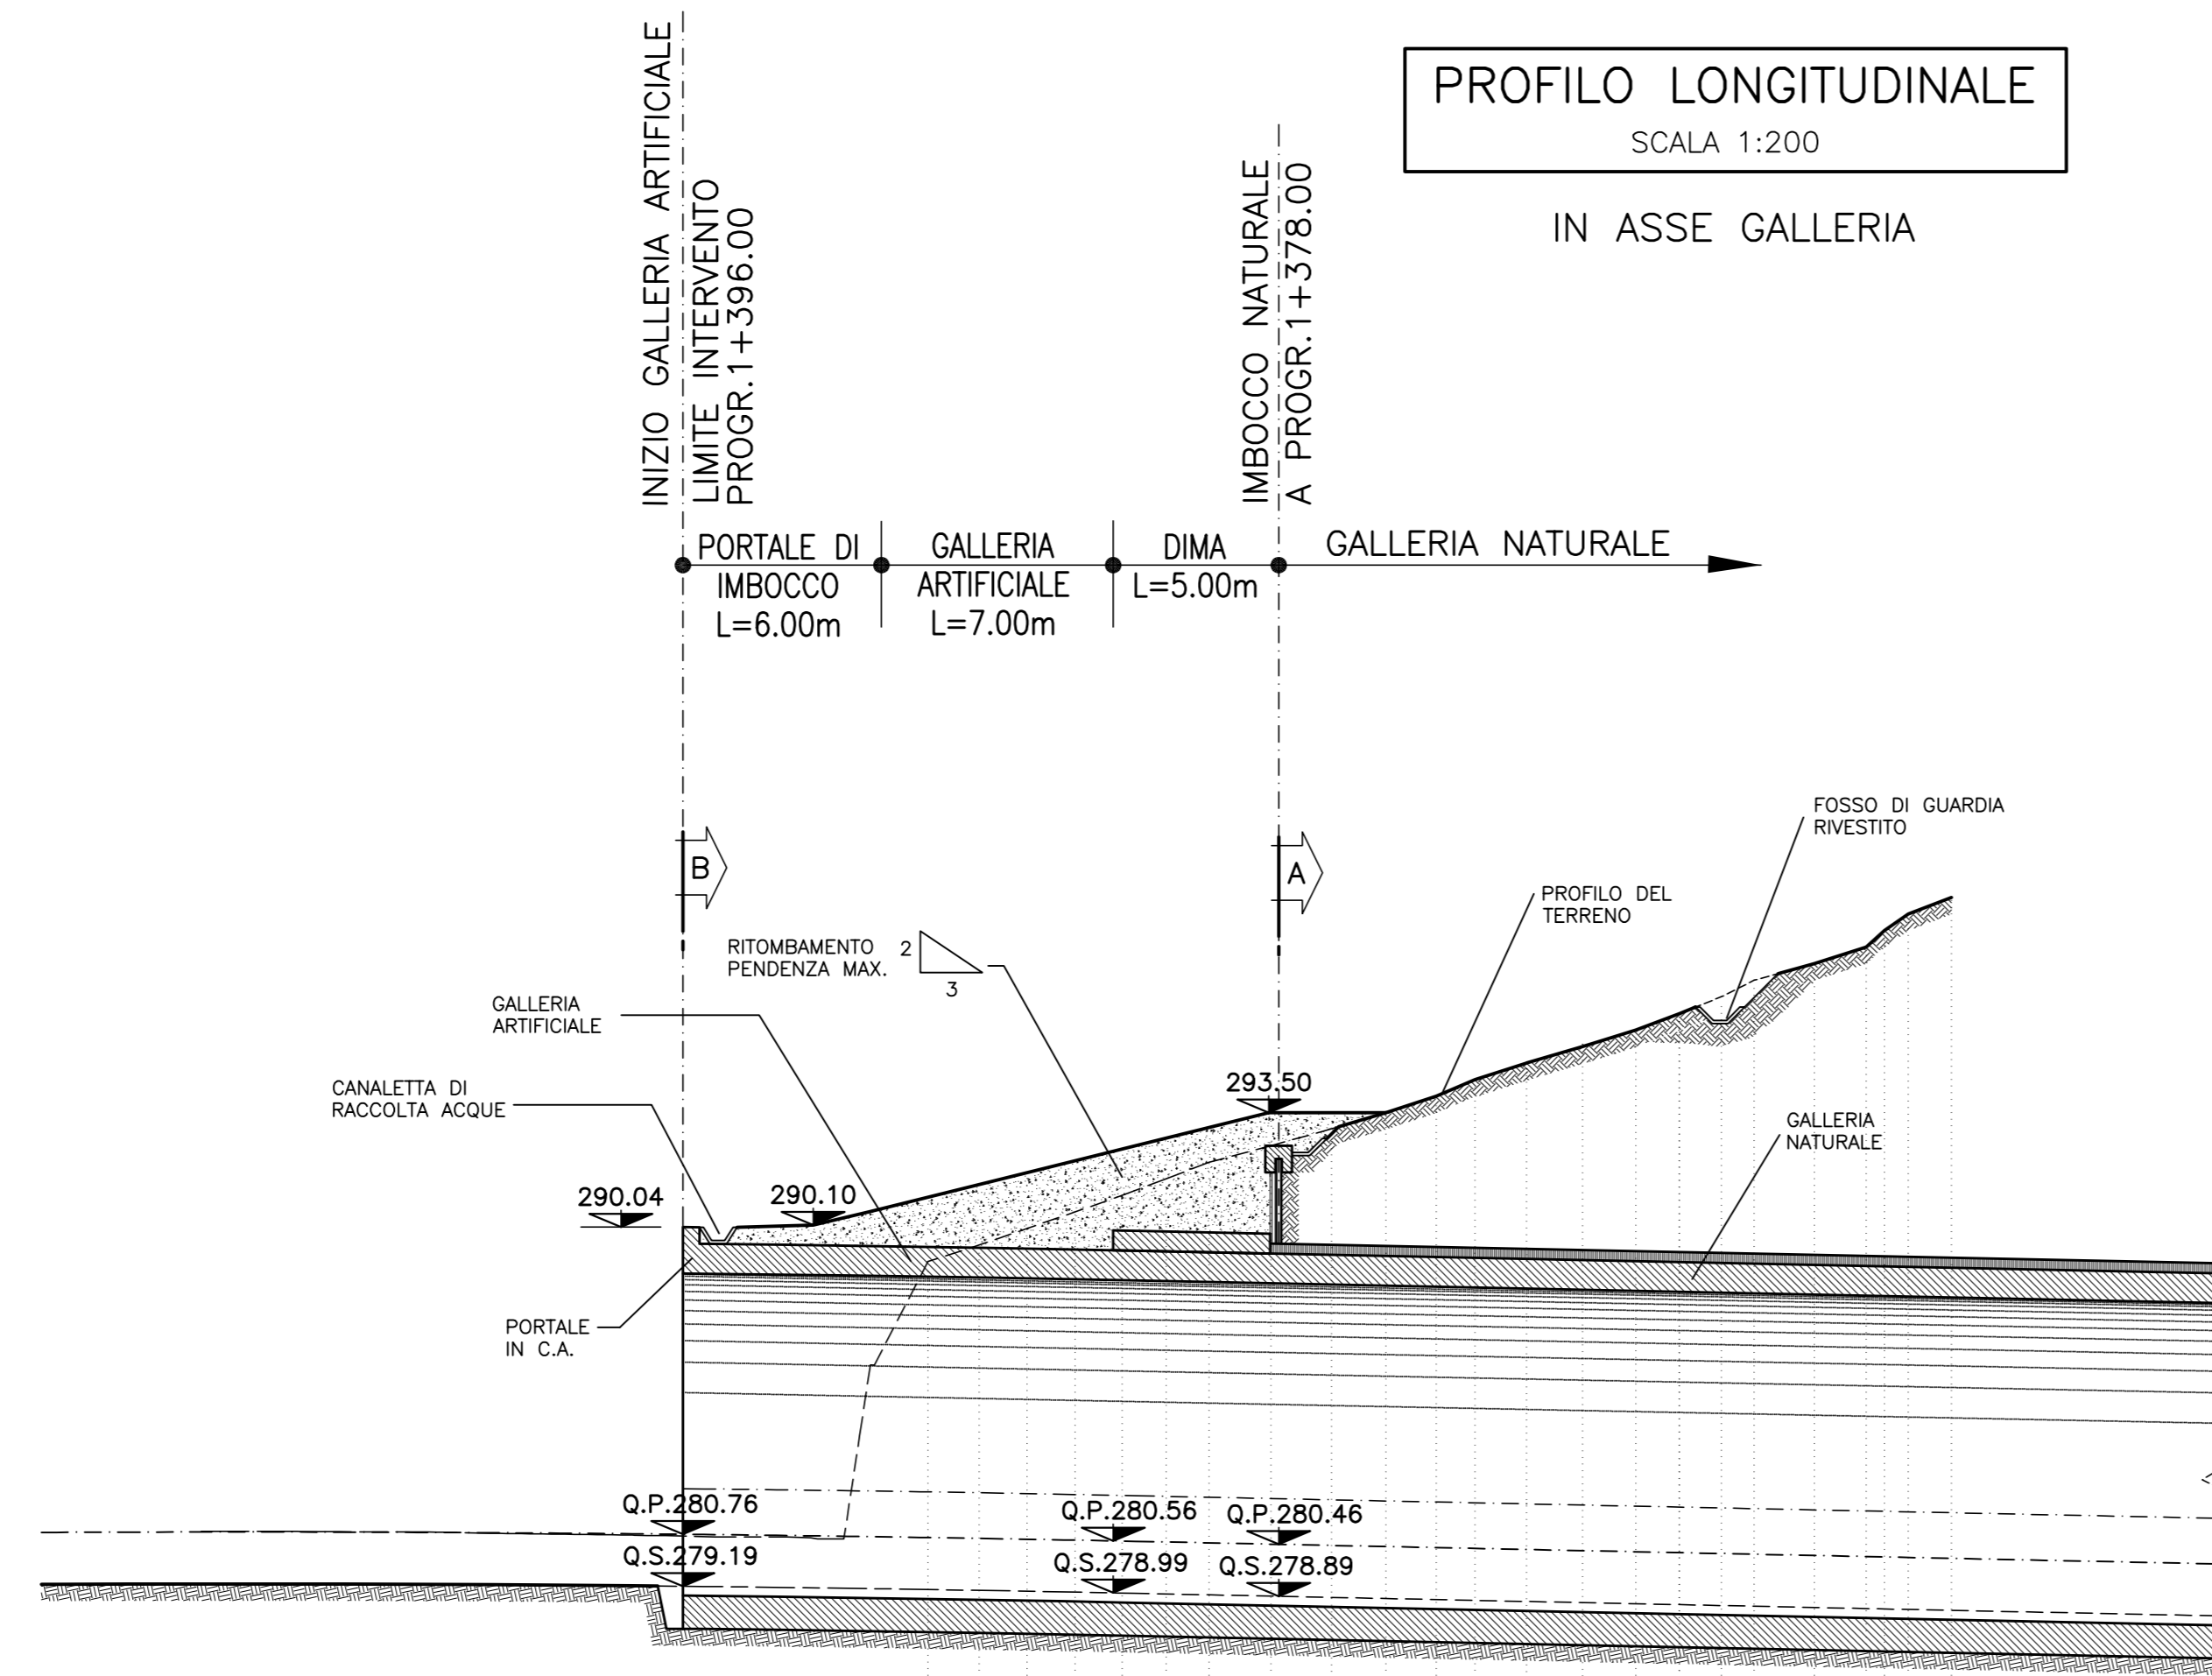 PROFILO LONGITUDINALE
SCALA 1:200
IN ASSE GALLERIA
INIZIO GALLERIA ARTIFICIALE
LIMITE INTERVENTO
PROGR.1+396.00
IMBOCCO NATURALE
A PROGR.1+378.00
PORTALE DI
IMBOCCO
L=6.00m
GALLERIA
ARTIFICIALE
L=7.00m
DIMA
L=5.00m
GALLERIA NATURALE
B
A
FOSSO DI GUARDIA
RIVESTITO
PROFILO DEL
TERRENO
RITOMBAMENTO
PENDENZA MAX.
2
3
GALLERIA
ARTIFICIALE
CANALETTA DI
RACCOLTA ACQUE
293.50
GALLERIA
NATURALE
290.04
290.10
PORTALE
IN C.A.
Q.P.280.76
Q.P.280.56
Q.P.280.46
Q.S.279.19
Q.S.278.99
Q.S.278.89